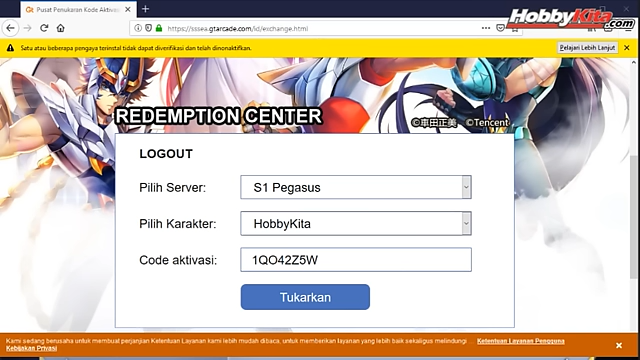 Pusat Penukaran Kode Aktivas
HobbyKita.com
https://sssea.gtarcade.com/id/exchange.html
Satu atau beberapa pengaya terinstal tidak dapat diverifikasi dan telah dinonaktifkan.
Pelajari Lebih Lanjut
REDEMPTION CENTER
©車田正美 ©Tencent
LOGOUT
Pilih Server: S1 Pegasus
Pilih Karakter: HobbyKita
Code aktivasi: 1QO42Z5W
Tukarkan
Kami sedang berusaha untuk membuat perjanjian Ketentuan Layanan kami lebih mudah dibaca, untuk memberikan layanan yang lebih baik sekaligus melindungi Ketentuan Layanan Pengguna
Kebijakan Privasi